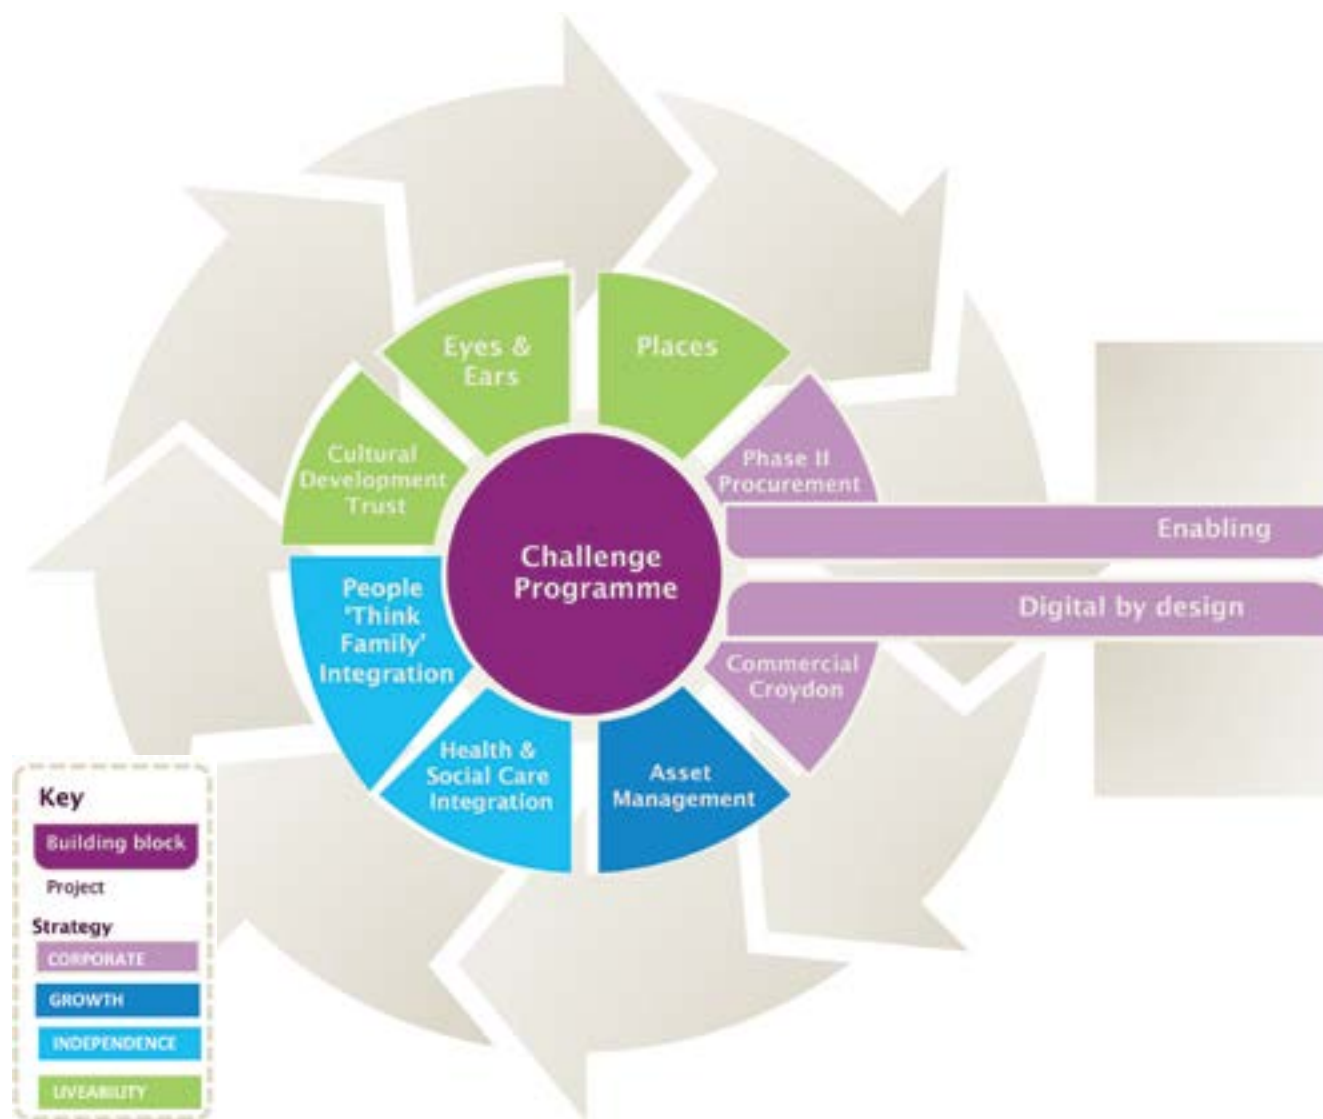 Eyes &
Ears
Places
Cultural
Development
Trust
Phase II
Procurement
Enabling
Challenge
Programme
People
‘Think
Family’
Integration
Digital by design
Commercial
Croydon
Health &
Social Care
Integration
Asset
Management
Key
Building block
Project
Strategy
CORPORATE
GROWTH
INDEPENDENCE
LIVEABILITY